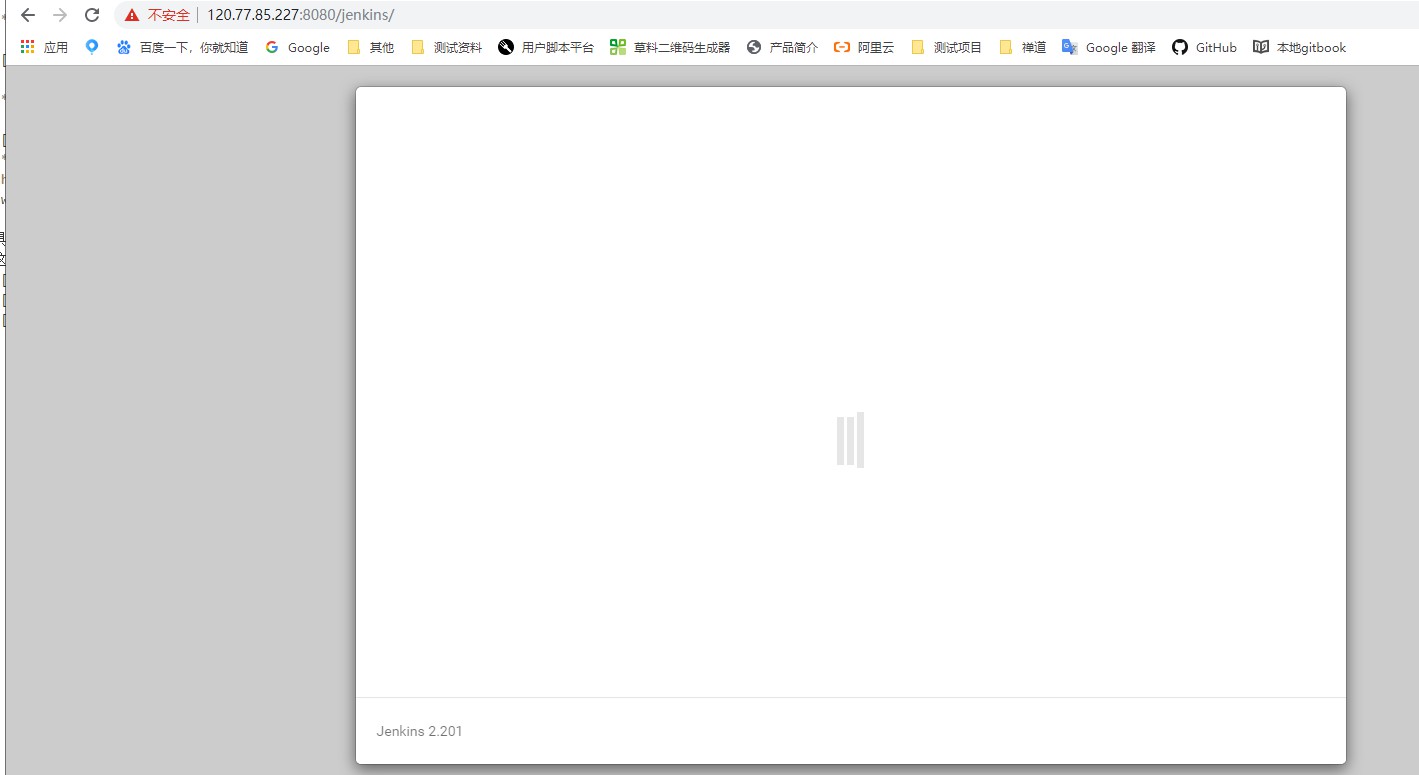 不安全 120.77.85.227:8080/jenkins/
应用 百度一下，你就知道 Google 其他 测试资料 用户脚本平台 草料二维码生成器 产品简介 阿里云 测试项目 禅道 Google 翻译 GitHub 本地gitbook
Jenkins 2.201